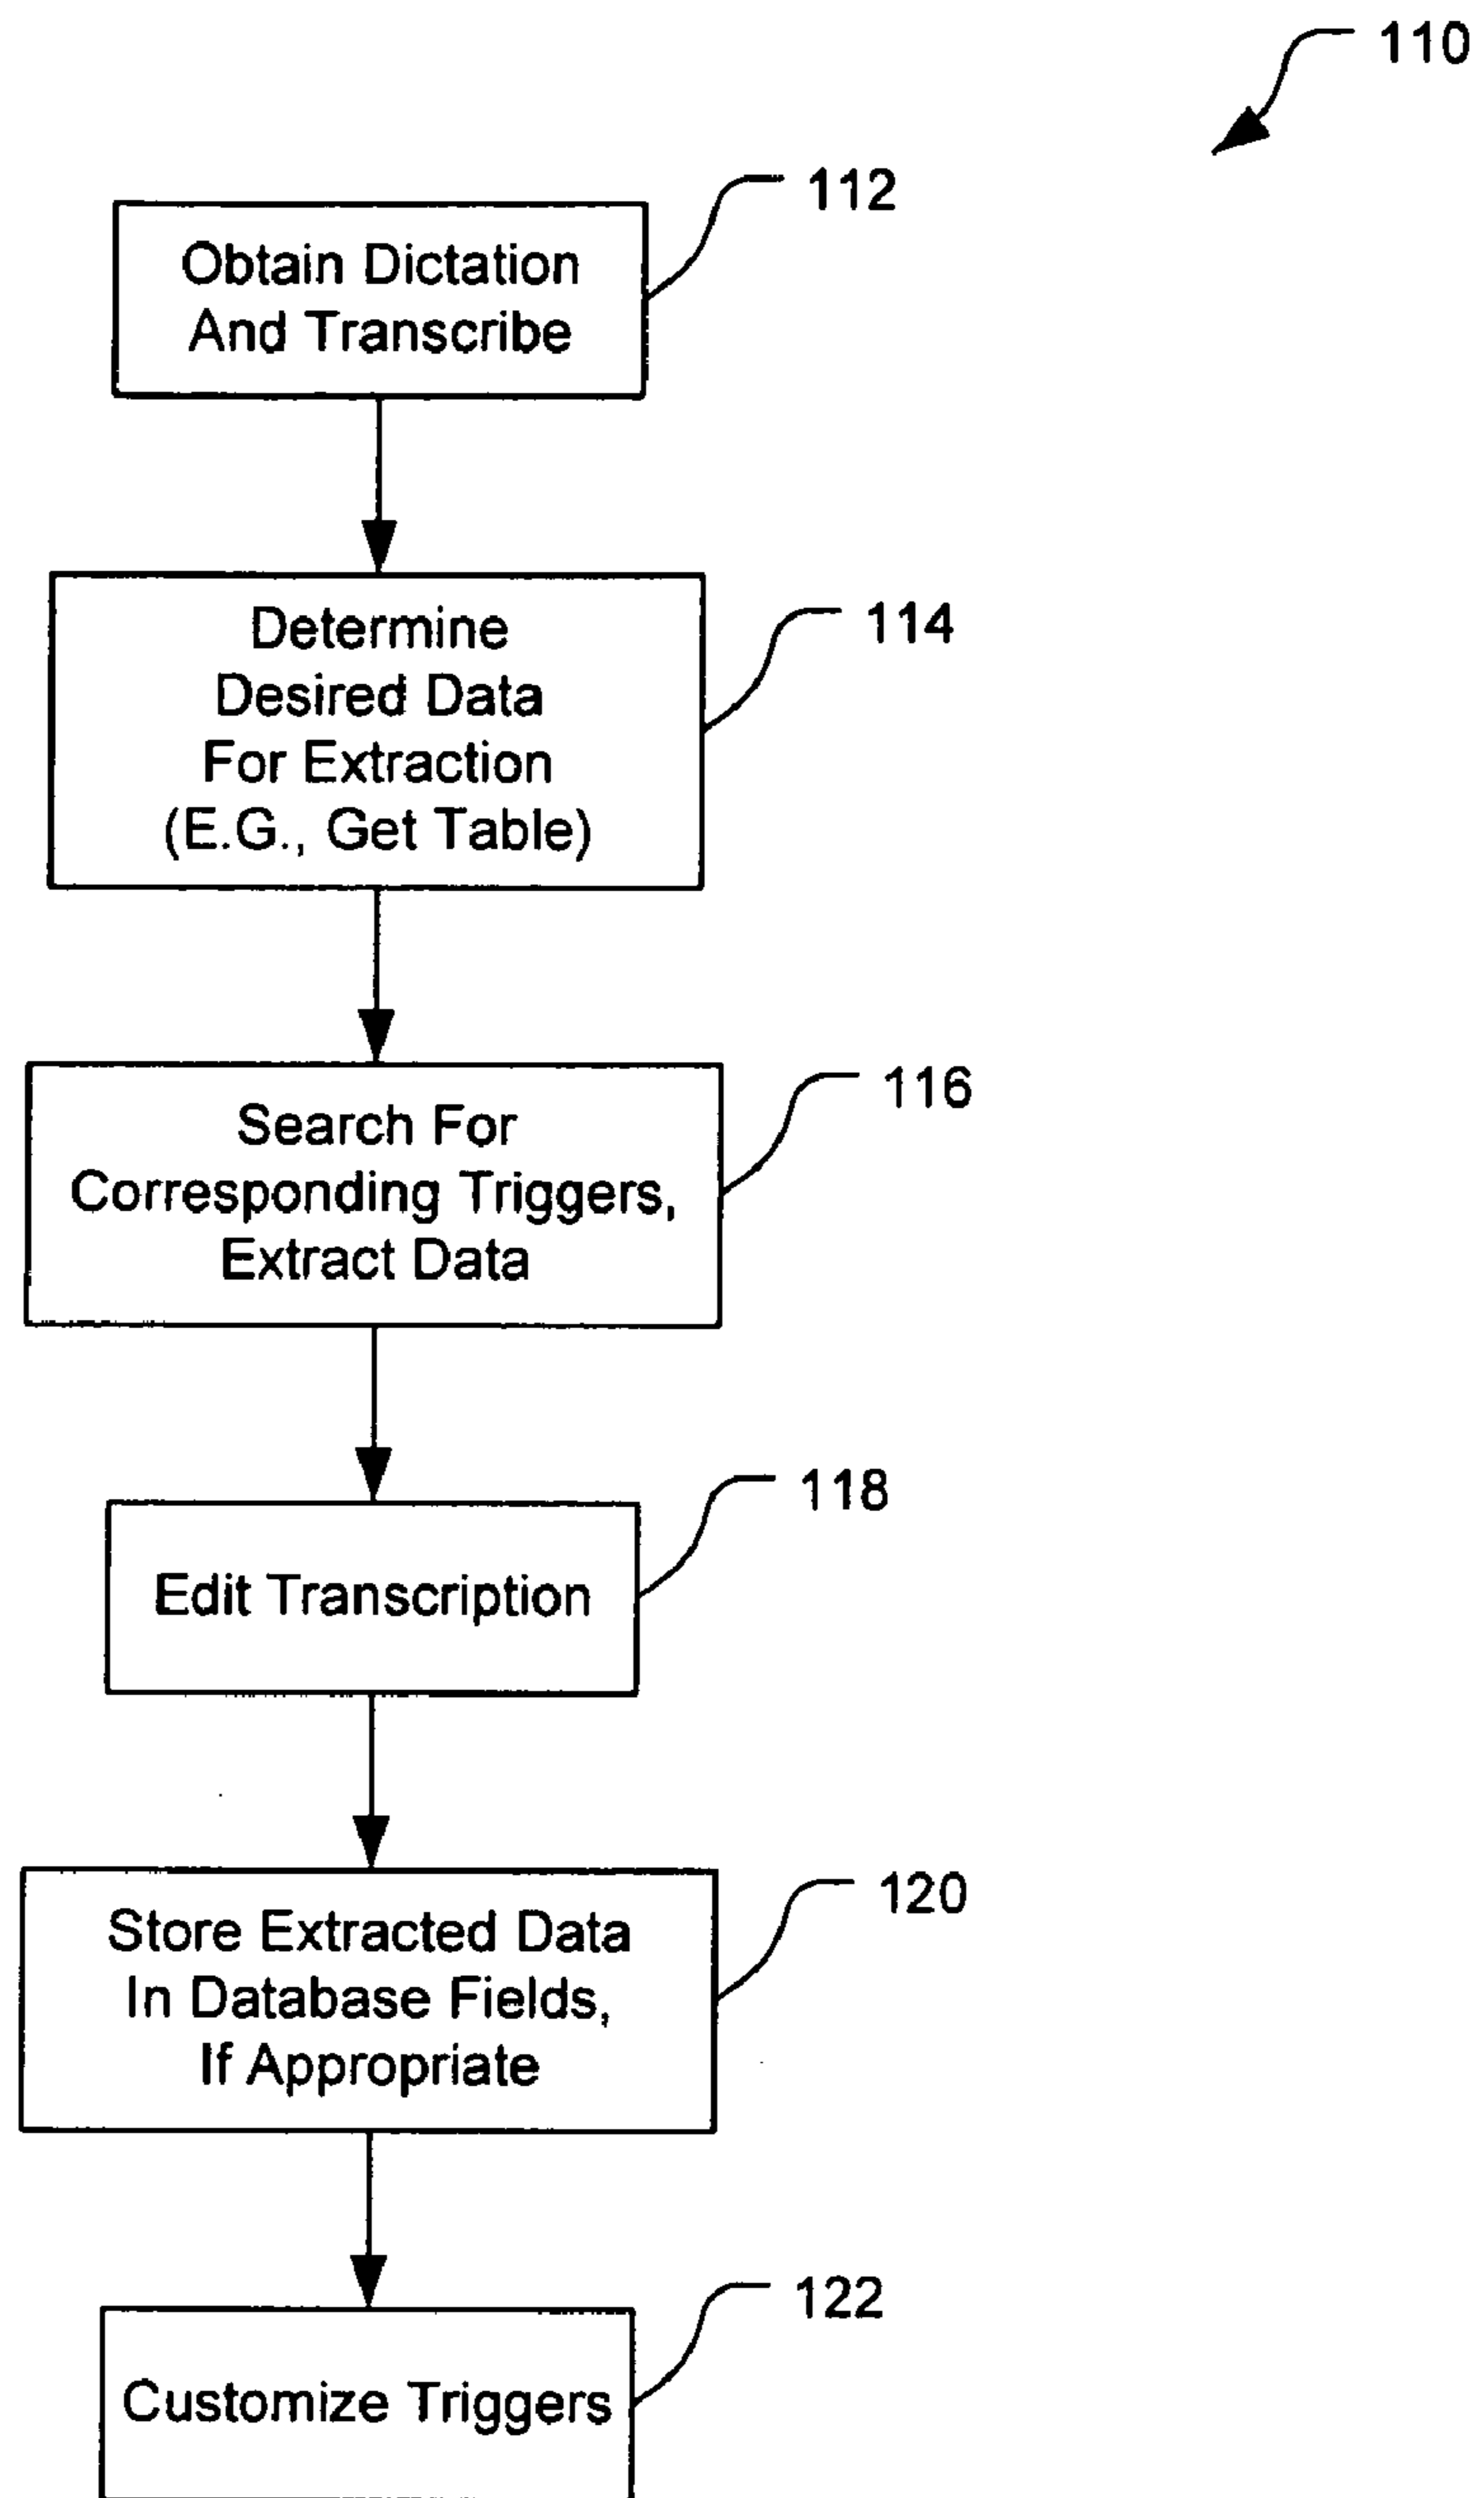 110
112
Obtain Dictation
And Transcribe
114
Determine
Desired Data
For Extraction
(E.G., Get Table)
116
Search For
Corresponding Triggers,
Extract Data
118
Edit Transcription
120
Store Extracted Data
In Database Fields,
If Appropriate
122
Customize Triggers